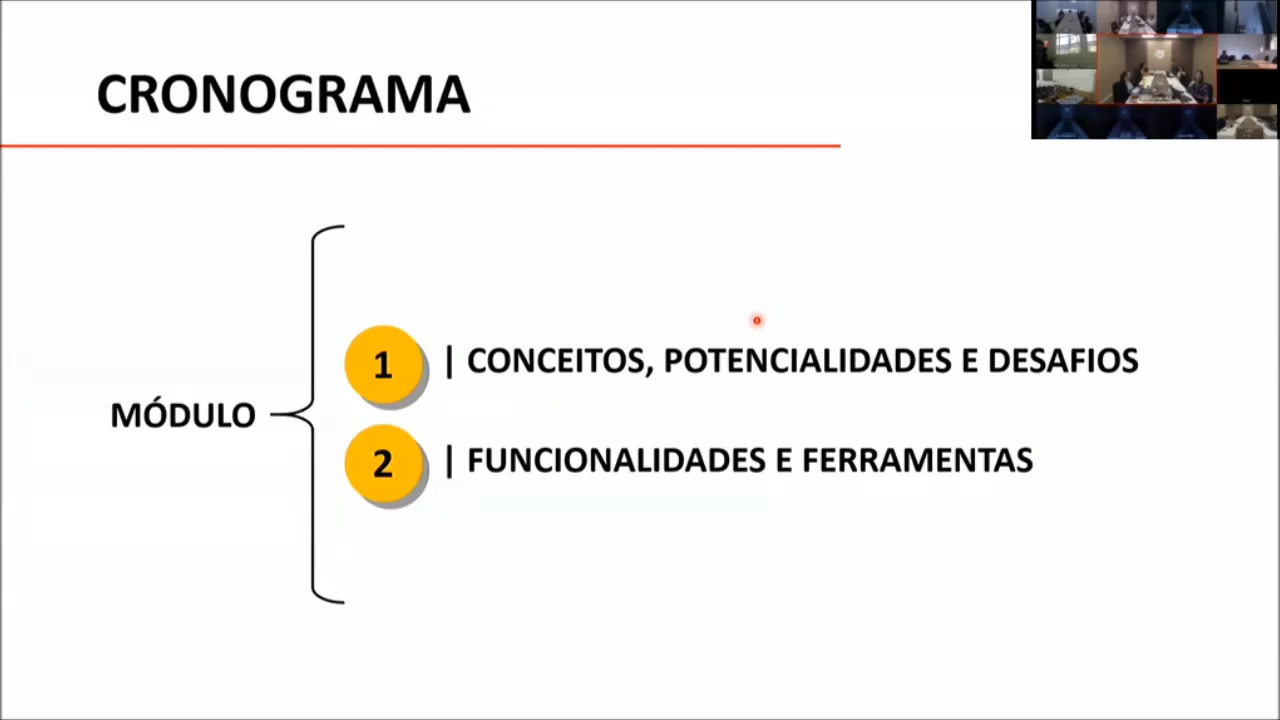 CRONOGRAMA
MÓDULO
1 | CONCEITOS, POTENCIALIDADES E DESAFIOS
2 | FUNCIONALIDADES E FERRAMENTAS